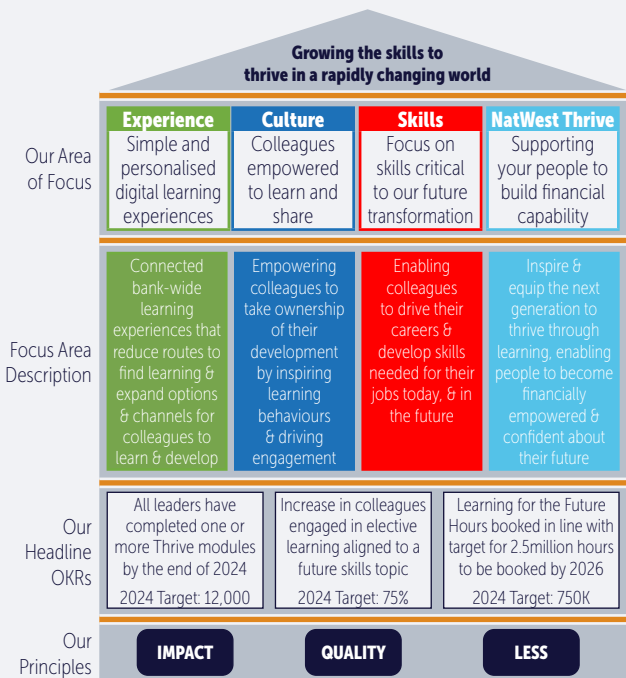 Growing the skills to
thrive in a rapidly changing world
Our Area
of Focus
Experience
Simple and
personalised
digital learning
experiences
Culture
Colleagues
empowered
to learn and
share
Skills
Focus on
skills critical
to our future
transformation
NatWest Thrive
Supporting
your people to
build financial
capability
Focus Area
Description
Connected
bank-wide
learning
experiences that
reduce routes to
find learning &
expand options
& channels for
colleagues to
learn & develop
Empowering
colleagues to
take ownership
of their
development
by inspiring
learning
behaviours
& driving
engagement
Enabling
colleagues
to drive their
careers &
develop skills
needed for their
jobs today, & in
the future
Inspire &
equip the next
generation to
thrive through
learning, enabling
people to become
financially
empowered &
confident about
their future
Our
Headline
OKRs
All leaders have
completed one or
more Thrive modules
by the end of 2024
2024 Target: 12,000
Increase in colleagues
engaged in elective
learning aligned to a
future skills topic
2024 Target: 75%
Learning for the Future
Hours booked in line with
target for 2.5million hours
to be booked by 2026
2024 Target: 750K
Our
Principles
IMPACT
QUALITY
LESS